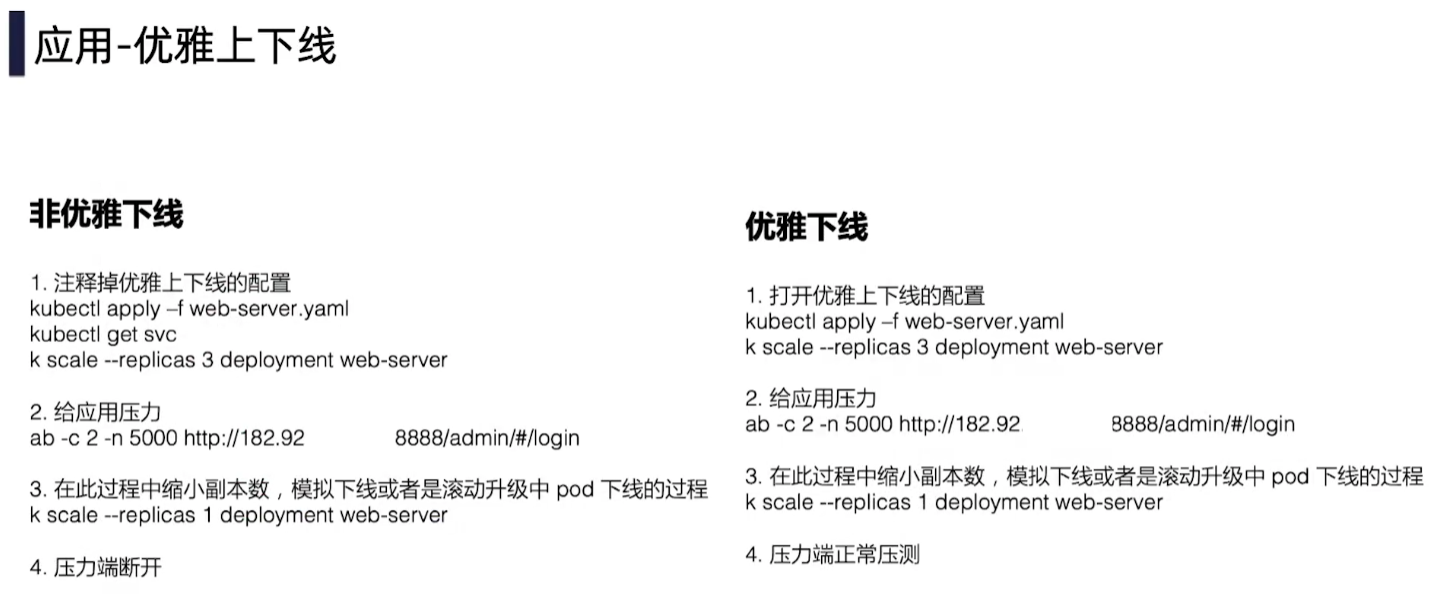 应用-优雅上下线
非优雅下线
1. 注释掉优雅上下线的配置
kubectl apply –f web-server.yaml
kubectl get svc
k scale --replicas 3 deployment web-server
2. 给应用压力
ab -c 2 -n 5000 http://182.92 8888/admin/#/login
3. 在此过程中缩小副本数，模拟下线或者是滚动升级中 pod 下线的过程
k scale --replicas 1 deployment web-server
4. 压力端断开
优雅下线
1. 打开优雅上下线的配置
kubectl apply –f web-server.yaml
k scale --replicas 3 deployment web-server
2. 给应用压力
ab -c 2 -n 5000 http://182.92 8888/admin/#/login
3. 在此过程中缩小副本数，模拟下线或者是滚动升级中 pod 下线的过程
k scale --replicas 1 deployment web-server
4. 压力端正常压测